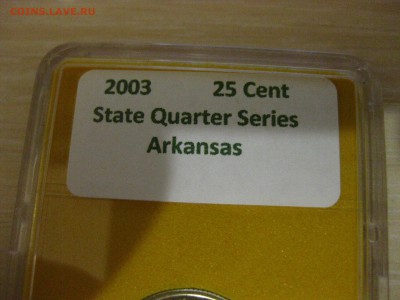 COINS.LAVE.RU
2003 25 Cent
State Quarter Series
Arkansas